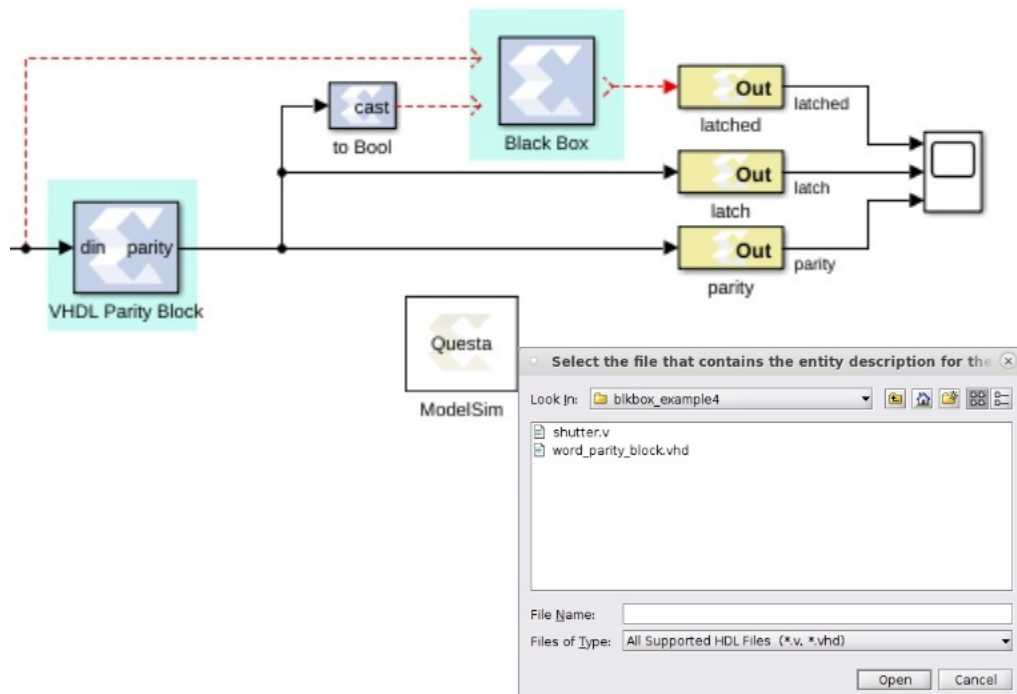 cast
to Bool
Black Box
Out
latched
latched
Out
latch
latch
Out
parity
parity
din parity
VHDL Parity Block
Questa
ModelSim
Select the file that contains the entity description for the
Look In: blkbox_example4
shutter.v
word_parity_block.vhd
File Name:
Files of Type: All Supported HDL Files (*.v, *.vhd)
Open Cancel